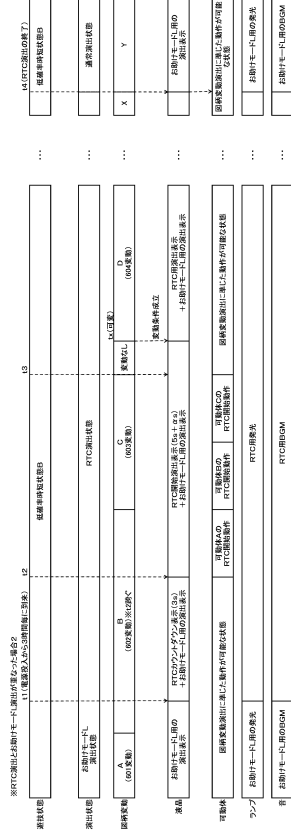 ※RTC演出とお助けモードL演出が重なった場合2
t1(電源投入から3時間毎に到来)
t2
t3
t4(RTC演出の終了)
遊技状態
低確率時短状態B
…
低確率時短状態B
演出状態
お助けモードL
演出状態
RTC演出状態
…
通常演出状態
tx(可変)
図柄変動
A
(601変動)
B
(602変動)※t2跨ぐ
C
(603変動)
変動なし
D
(604変動)
…
X
Y
変動条件成立
液晶
お助けモードL用の
演出表示
RTCカウントダウン表示(3s)
+お助けモードL用の演出表示
RTC開始演出表示(5s+αs)
+お助けモードL用の演出表示
RTC用演出表示
+お助けモードL用の演出表示
…
お助けモードL用の
演出表示
可動体
図柄変動演出に準じた動作が可能な状態
可動体Aの
RTC開始動作
可動体Bの
RTC開始動作
可動体Cの
RTC開始動作
図柄変動演出に準じた動作が可能な状態
…
図柄変動演出に準じた動作が可能
な状態
ランプ
お助けモードL用の発光
RTC用発光
…
お助けモードL用の発光
音
お助けモードL用のBGM
RTC用BGM
…
お助けモードL用のBGM